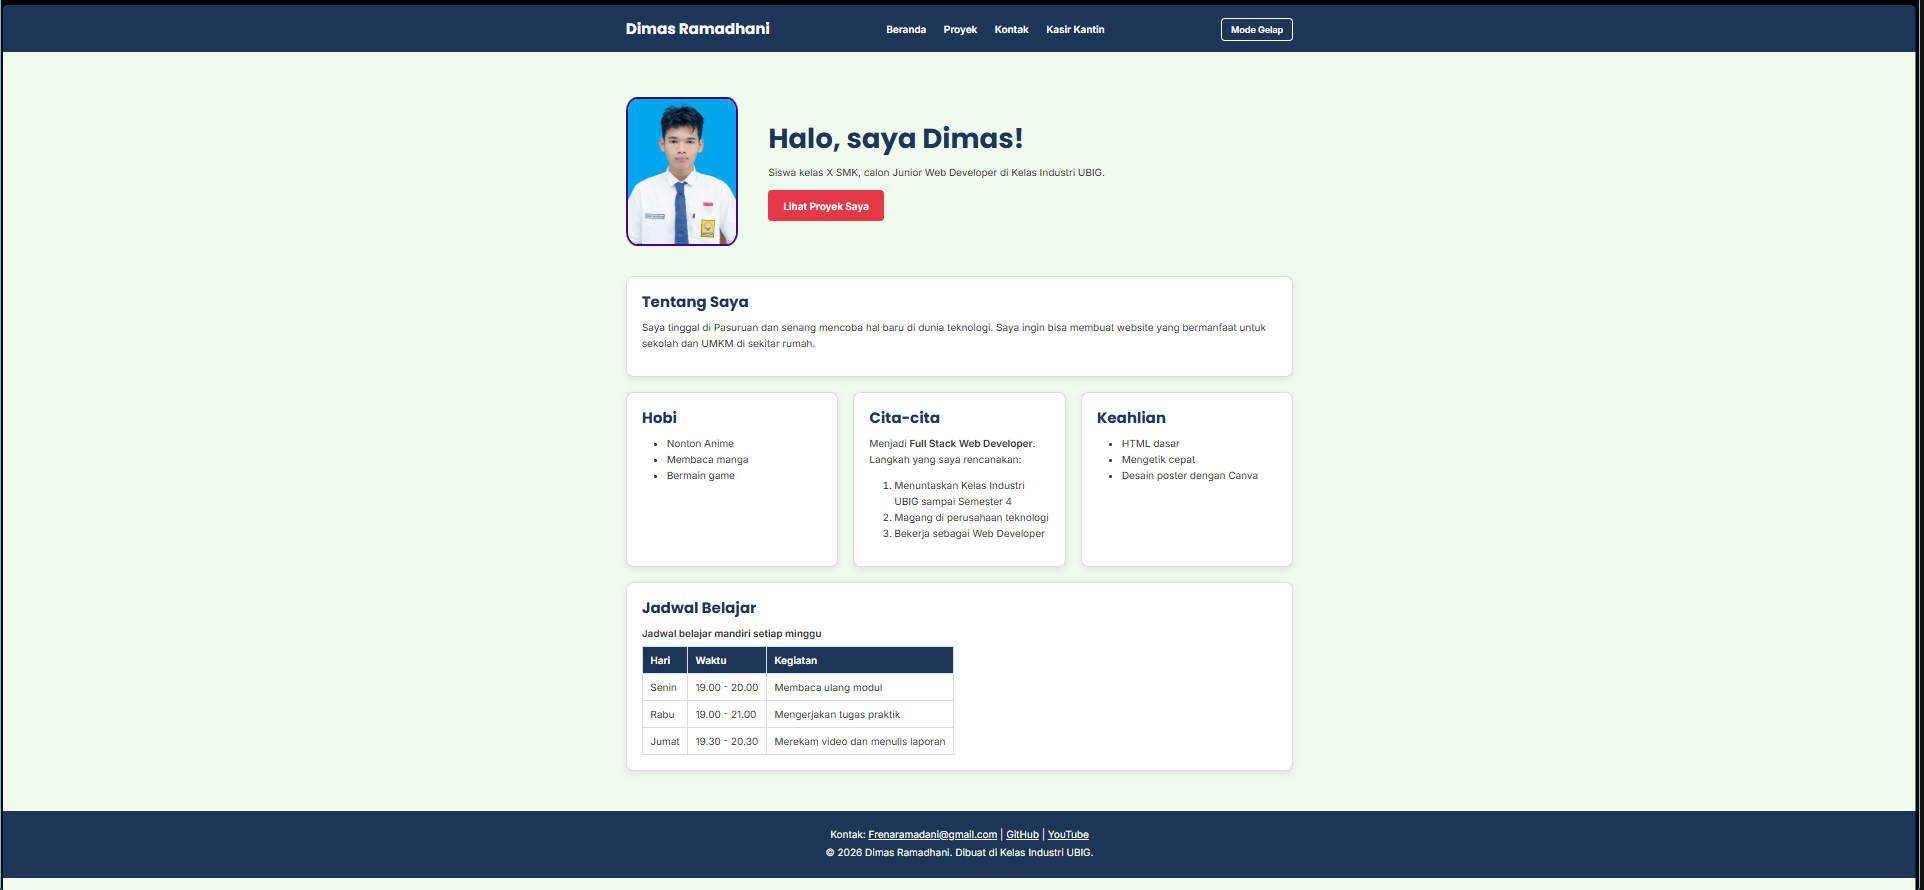 Dimas Ramadhani
Beranda Proyek Kontak Kasir Kantin
Mode Gelap
Halo, saya Dimas!
Siswa kelas X SMK, calon Junior Web Developer di Kelas Industri UBIG.
Lihat Proyek Saya
Tentang Saya
Saya tinggal di Pasuruan dan senang mencoba hal baru di dunia teknologi. Saya ingin bisa membuat website yang bermanfaat untuk
sekolah dan UMKM di sekitar rumah.
Hobi
• Nonton Anime
• Membaca manga
• Bermain game
Cita-cita
Menjadi Full Stack Web Developer.
Langkah yang saya rencanakan:
1. Menuntaskan Kelas Industri
UBIG sampai Semester 4
2. Magang di perusahaan teknologi
3. Bekerja sebagai Web Developer
Keahlian
• HTML dasar
• Mengetik cepat
• Desain poster dengan Canva
Jadwal Belajar
Jadwal belajar mandiri setiap minggu
Hari Waktu Kegiatan
Senin 19.00 - 20.00 Membaca ulang modul
Rabu 19.00 - 21.00 Mengerjakan tugas praktik
Jumat 19.30 - 20.30 Merekam video dan menulis laporan
Kontak: Frenaramadani@gmail.com | GitHub | YouTube
© 2026 Dimas Ramadhani. Dibuat di Kelas Industri UBIG.